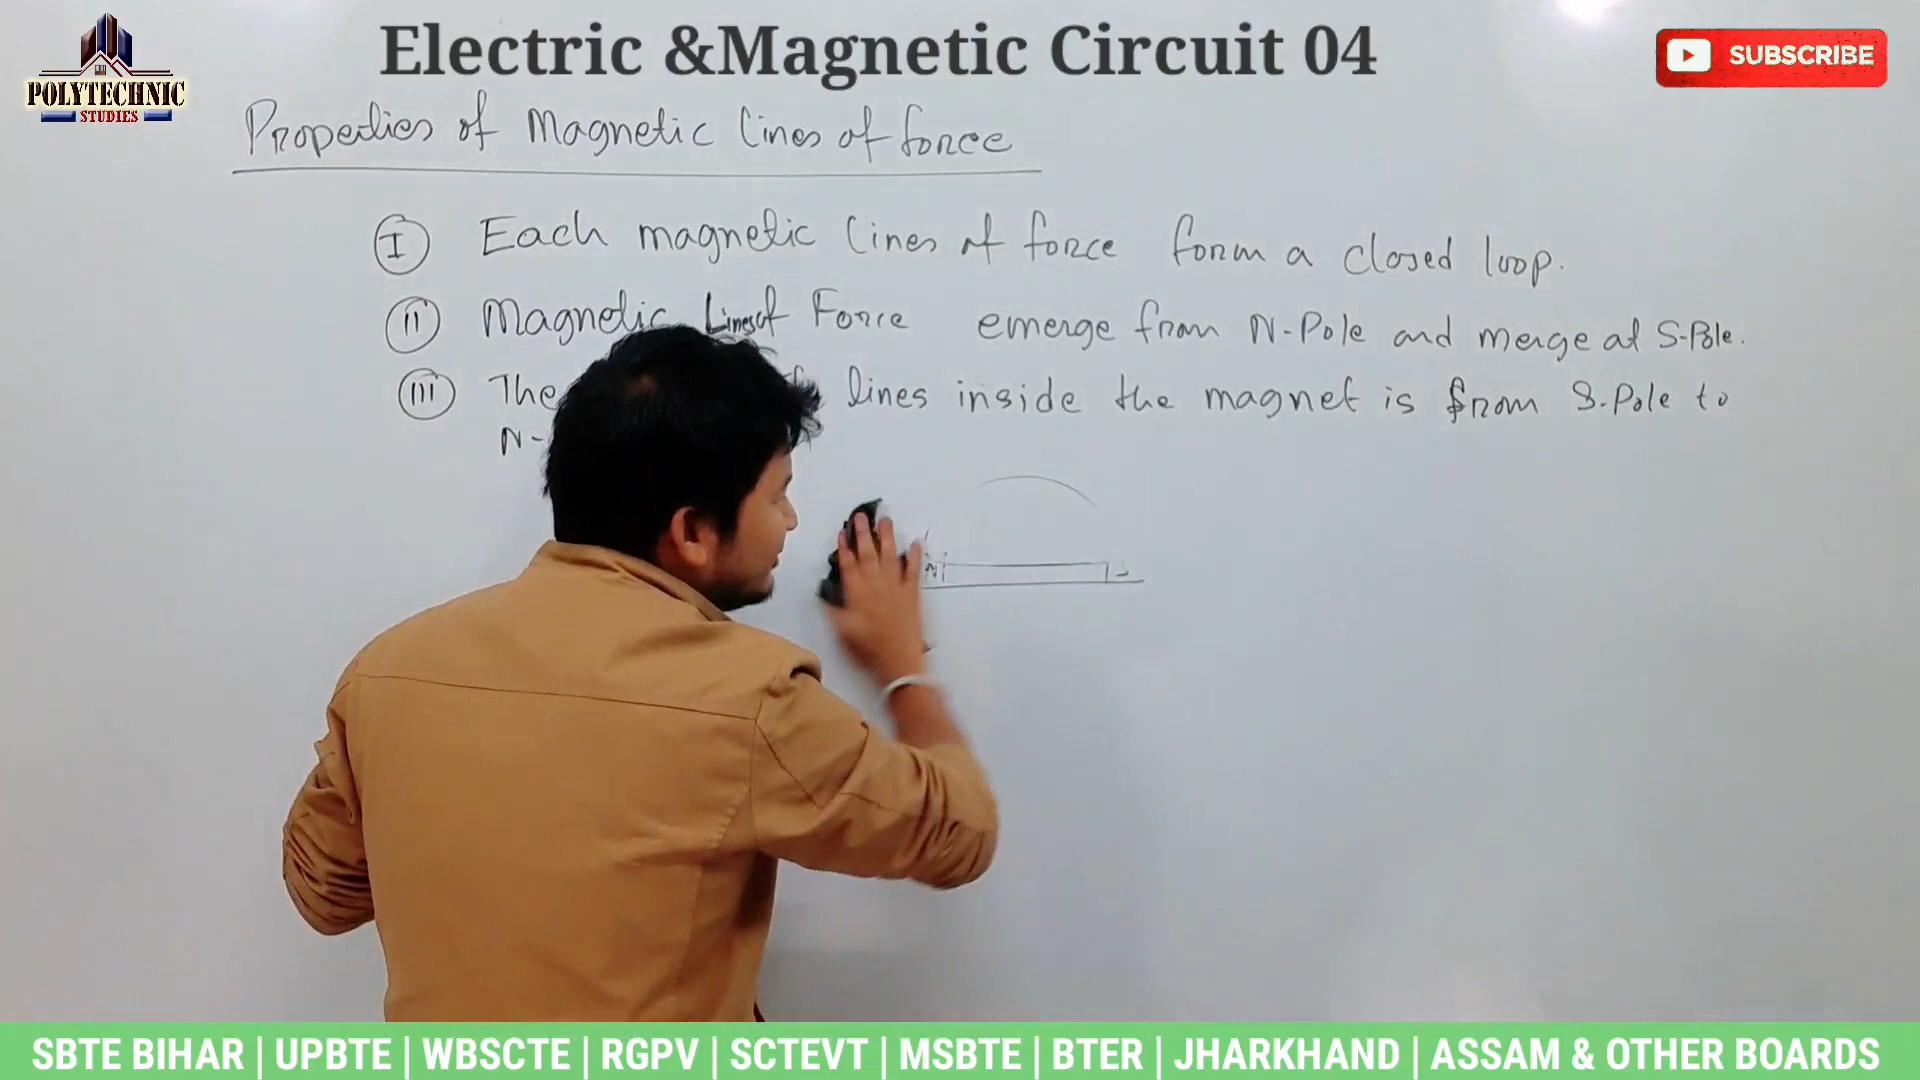 Electric &Magnetic Circuit 04
SUBSCRIBE
POLYTECHNIC
STUDIES
Properties of Magnetic lines of force
I Each magnetic lines of force form a closed loop.
II Magnetic Lines of Force emerge from N-Pole and merge at S-Pole.
III The lines inside the magnet is from S-Pole to
N-
N S
SBTE BIHAR | UPBTE | WBSCTE | RGPV | SCTEVT | MSBTE | BTER | JHARKHAND | ASSAM & OTHER BOARDS